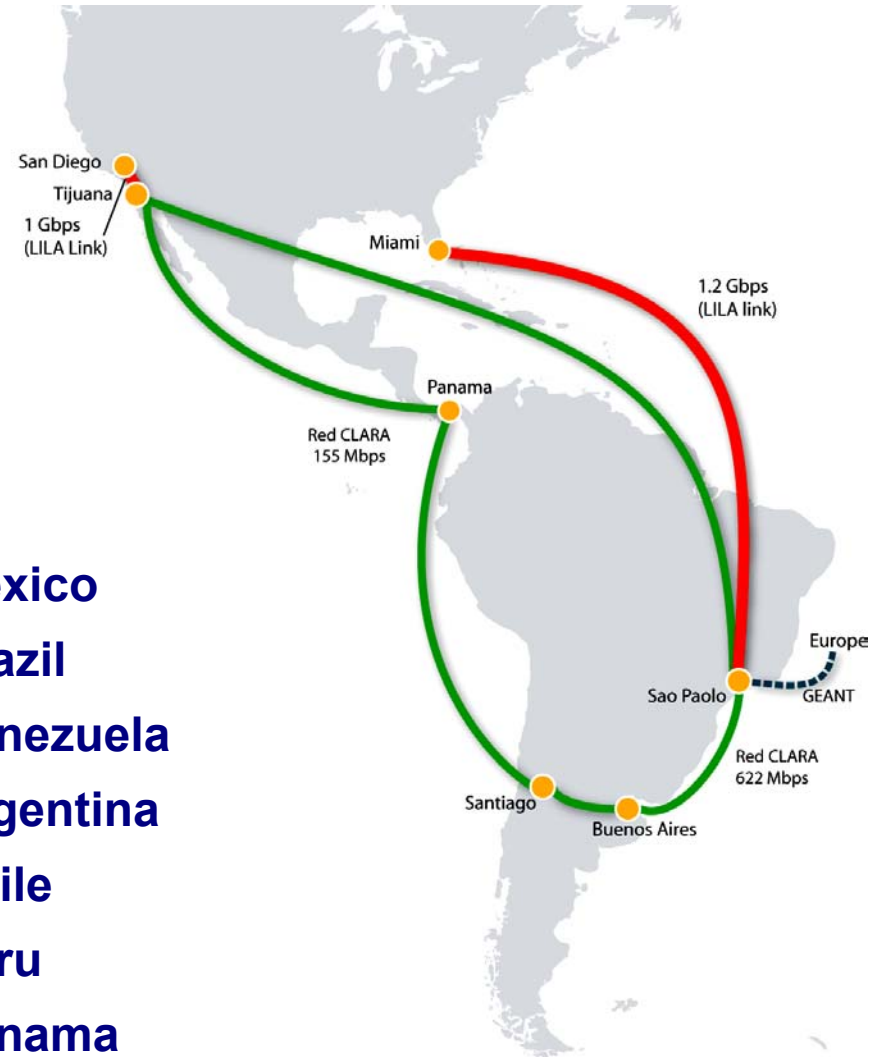 San Diego
Tijuana
1 Gbps
(LILA Link)
Miami
1.2 Gbps
(LILA link)
Panama
Red CLARA
155 Mbps
exico
azil
nezuela
gentina
ile
ru
nama
Europe
Sao Paolo
GEANT
Red CLARA
622 Mbps
Santiago
Buenos Aires